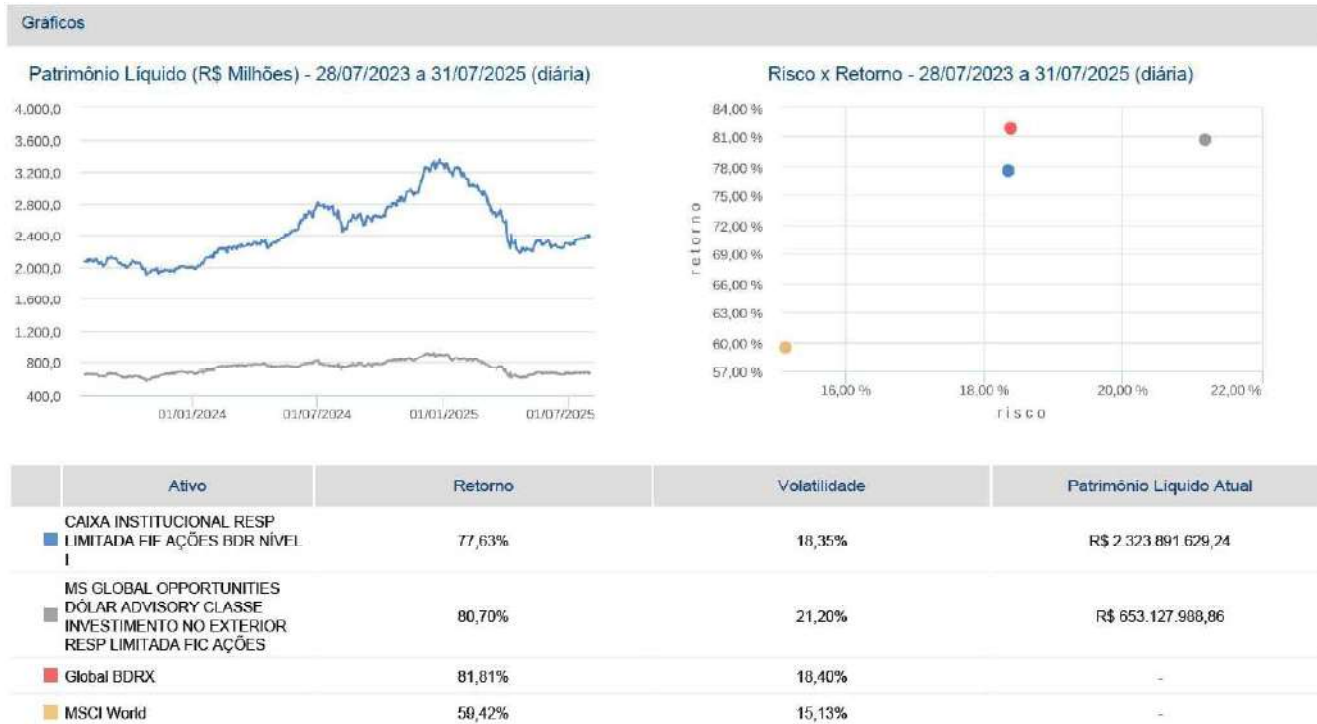 Gráficos
Patrimônio Líquido (R$ Milhões) - 28/07/2023 a 31/07/2025 (diária)
4.000,0
3.600,0
3.200,0
2.800,0
2.400,0
2.000,0
1.600,0
1.200,0
800,0
400,0
01/01/2024
01/07/2024
01/01/2025
01/07/2025
Risco x Retorno - 28/07/2023 a 31/07/2025 (diária)
retorno
84,00 %
81,00 %
78,00 %
75,00 %
72,00 %
69,00 %
66,00 %
63,00 %
60,00 %
57,00 %
16,00 %
18,00 %
20,00 %
22,00 %
risco
Ativo Retorno Volatilidade Patrimônio Líquido Atual
CAIXA INSTITUCIONAL RESP
LIMITADA FIF AÇÕES BDR NÍVEL
I
77,63% 18,35% R$ 2.323.891.629,24
MS GLOBAL OPPORTUNITIES
DÓLAR ADVISORY CLASSE
INVESTIMENTO NO EXTERIOR
RESP LIMITADA FIC AÇÕES
80,70% 21,20% R$ 653.127.988,86
Global BDRX 81,81% 18,40% -
MSCI World 59,42% 15,13% -